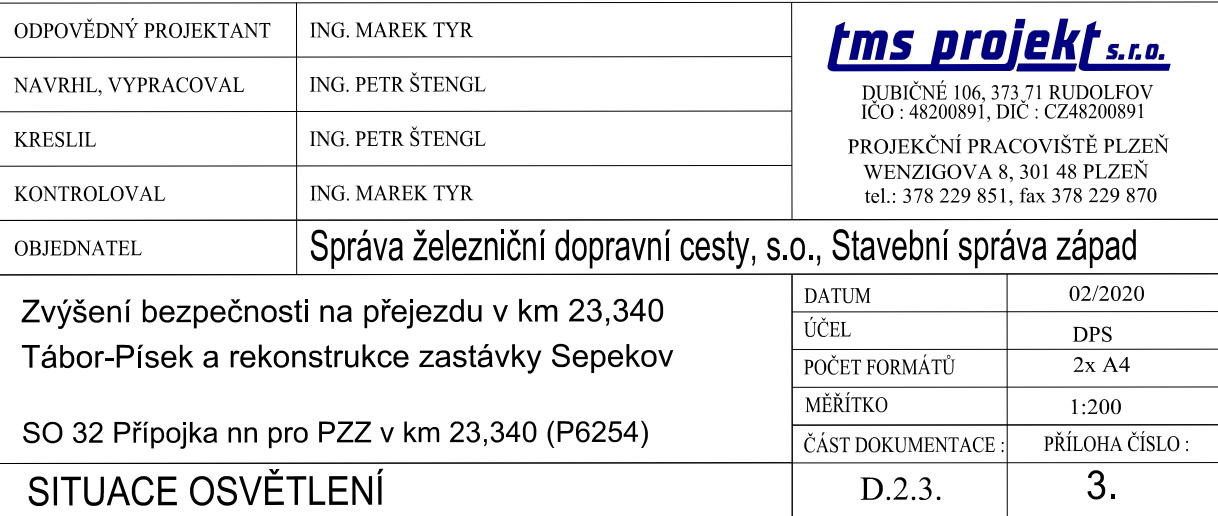 ODPOVĚDNÝ PROJEKTANT ING. MAREK TYR
NAVRHL, VYPRACOVAL ING. PETR ŠTENGL
KRESLIL ING. PETR ŠTENGL
KONTROLOVAL ING. MAREK TYR
tms projekt s.r.o.
DUBIČNÉ 106, 373 71 RUDOLFOV
IČO : 48200891, DIČ : CZ48200891
PROJEKČNÍ PRACOVIŠTĚ PLZEŇ
WENZIGOVA 8, 301 48 PLZEŇ
tel.: 378 229 851, fax 378 229 870
OBJEDNATEL Správa železniční dopravní cesty, s.o., Stavební správa západ
Zvýšení bezpečnosti na přejezdu v km 23,340
Tábor-Písek a rekonstrukce zastávky Sepekov
SO 32 Přípojka nn pro PZZ v km 23,340 (P6254)
DATUM 02/2020
ÚČEL DPS
POČET FORMÁTŮ 2x A4
MĚŘÍTKO 1:200
ČÁST DOKUMENTACE : PŘÍLOHA ČÍSLO :
SITUACE OSVĚTLENÍ D.2.3. 3.